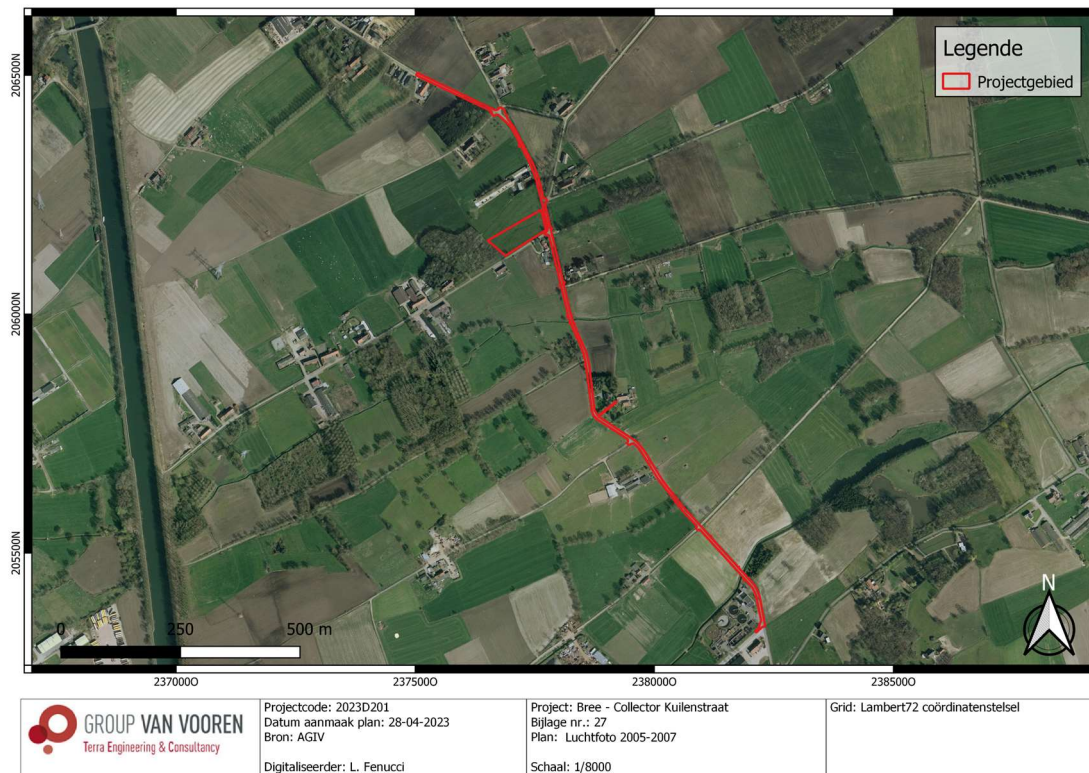 Legende
Projectgebied
206500N
206000N
205500N
N
0 250 500 m
237000O 237500O 238000O 238500O
GROUP VAN VOOREN
Terra Engineering & Consultancy
Projectcode: 2023D201
Datum aanmaak plan: 28-04-2023
Bron: AGIV
Digitaliseerder: L. Fenucci
Project: Bree - Collector Kuilenstraat
Bijlage nr.: 27
Plan: Luchtfoto 2005-2007
Schaal: 1/8000
Grid: Lambert72 coördinatenstelsel